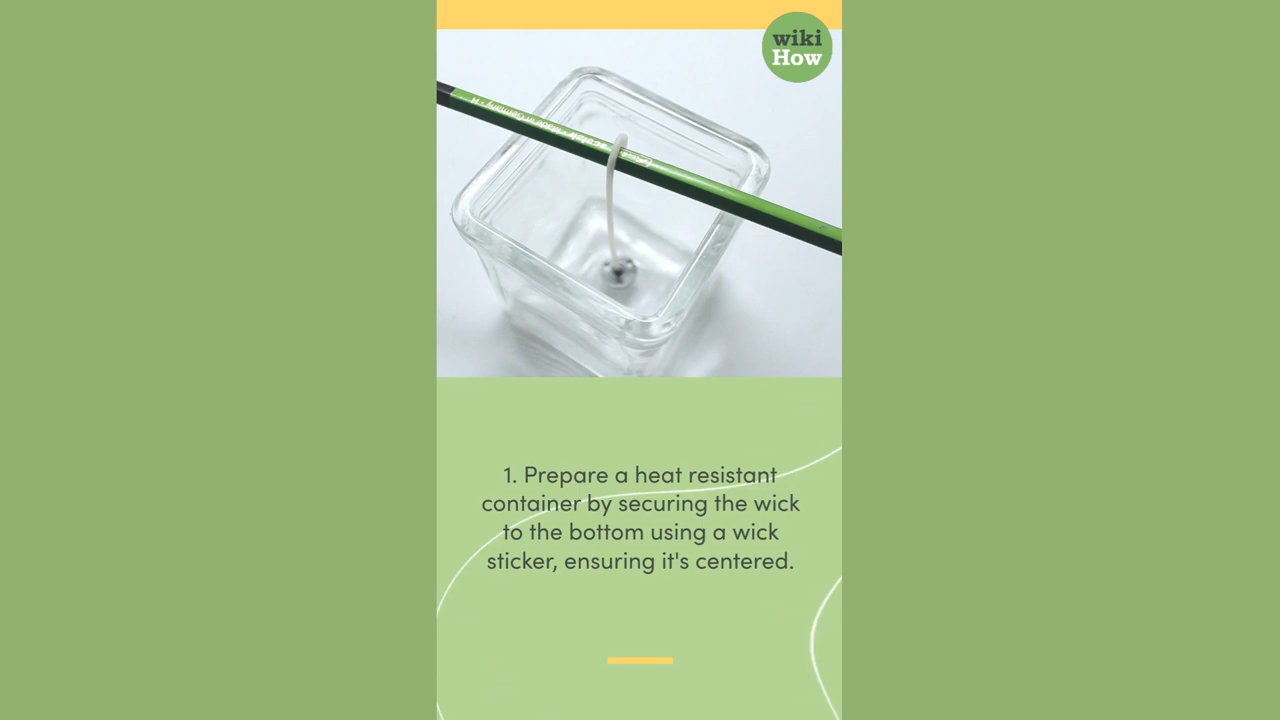 wiki
How
1. Prepare a heat resistant
container by securing the wick
to the bottom using a wick
sticker, ensuring it's centered.